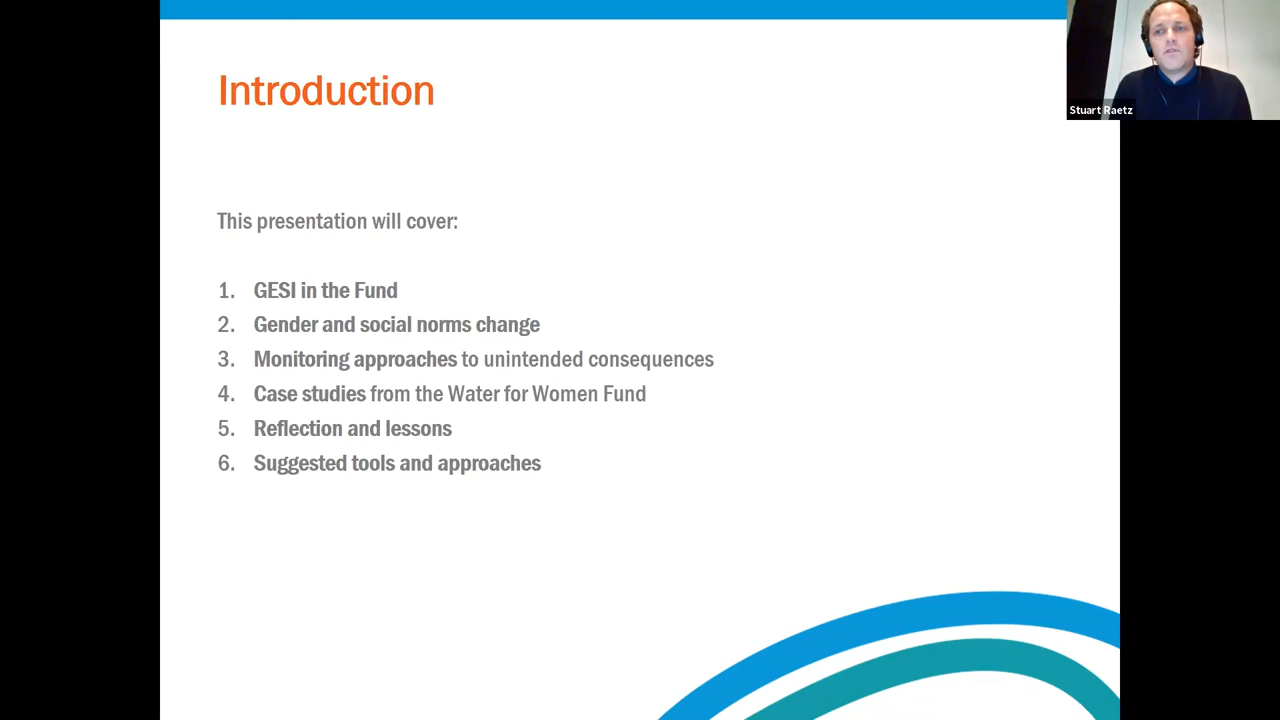 Introduction
Stuart Raetz
This presentation will cover:
1. GESI in the Fund
2. Gender and social norms change
3. Monitoring approaches to unintended consequences
4. Case studies from the Water for Women Fund
5. Reflection and lessons
6. Suggested tools and approaches